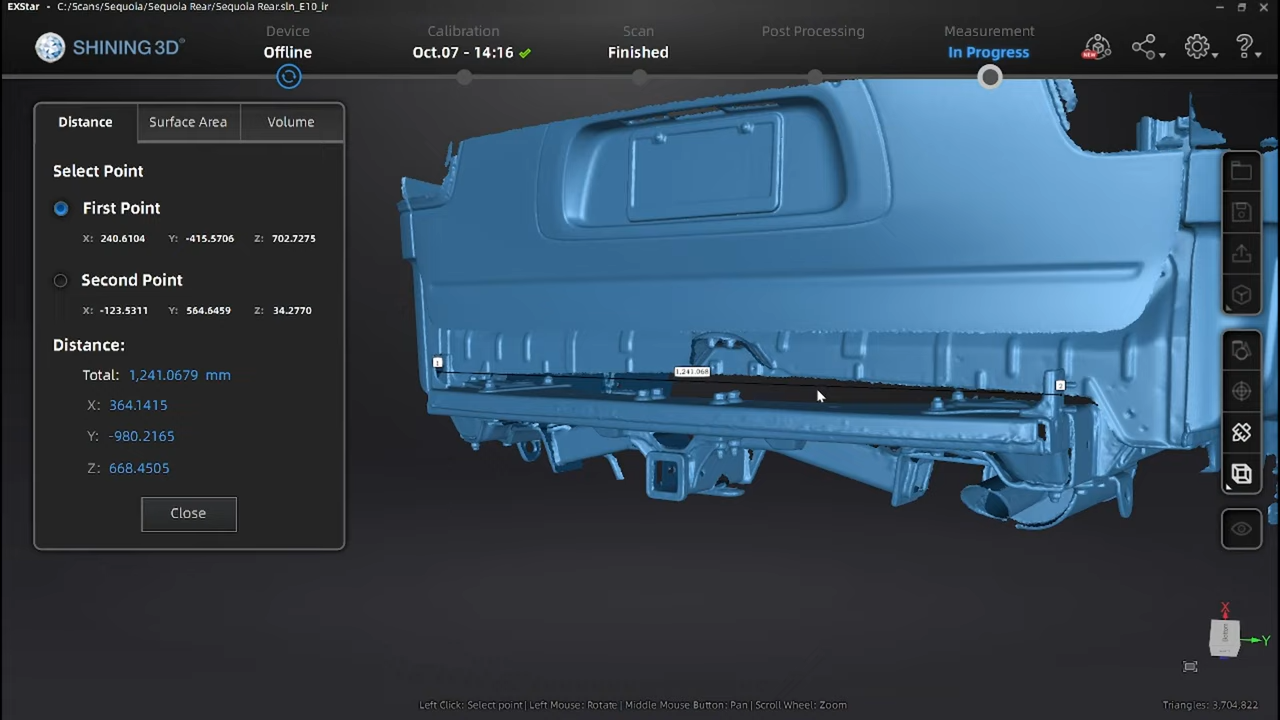 EXStar - C:/Scans/Sequoia/Sequoia Rear/Sequoia Rear.sln_E10_ir
SHINING 3D®
Device
Offline
Calibration
Oct.07 - 14:16
Scan
Finished
Post Processing
Measurement
In Progress
NEW
Distance
Surface Area
Volume
Select Point
First Point
X: 240.6104 Y: -415.5706 Z: 702.7275
Second Point
X: -123.5311 Y: 564.6459 Z: 34.2770
Distance:
Total: 1,241.0679 mm
X: 364.1415
Y: -980.2165
Z: 668.4505
Close
1
1,241.068
2
X
Bottom
Y
Left Click: Select point | Left Mouse: Rotate | Middle Mouse Button: Pan | Scroll Wheel: Zoom
Triangles: 3,704,822